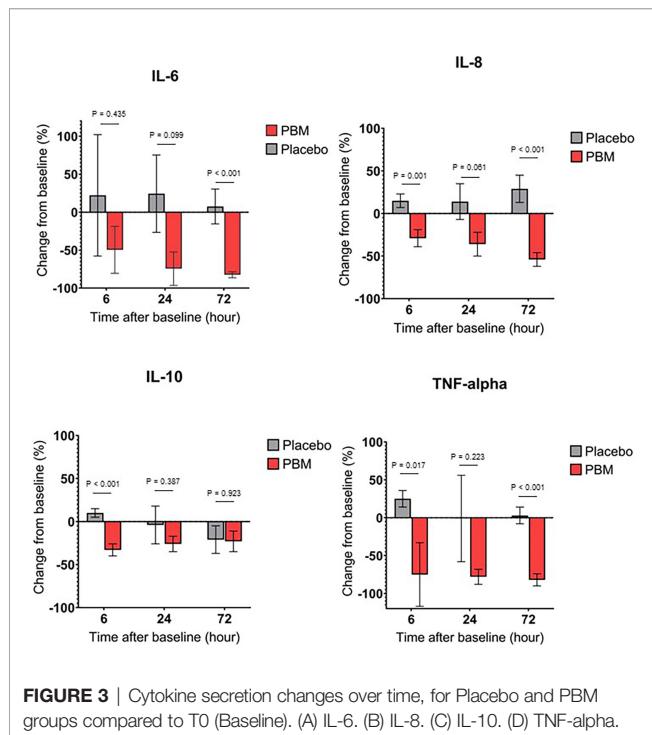 IL-6
P = 0.435
P = 0.099
P <0.001
PBM
Placebo
Change from baseline (%)
100
50
0
-50
-100
6
24
72
Time after baseline (hour)
IL-8
P = 0.001
P = 0.061
P < 0.001
Placebo
PBM
Change from baseline (%)
100
50
0
-50
-100
6
24
72
Time after baseline (hour)
IL-10
P < 0.001
P = 0.387
P = 0.923
Placebo
PBM
Change from baseline (%)
100
50
0
-50
-100
6
24
72
Time after baseline (hour)
TNF-alpha
P = 0.017
P = 0.223
P < 0.001
Placebo
PBM
Change from baseline (%)
100
50
0
-50
-100
6
24
72
Time after baseline (hour)
FIGURE 3 | Cytokine secretion changes over time, for Placebo and PBM
groups compared to T0 (Baseline). (A) IL-6. (B) IL-8. (C) IL-10. (D) TNF-alpha.